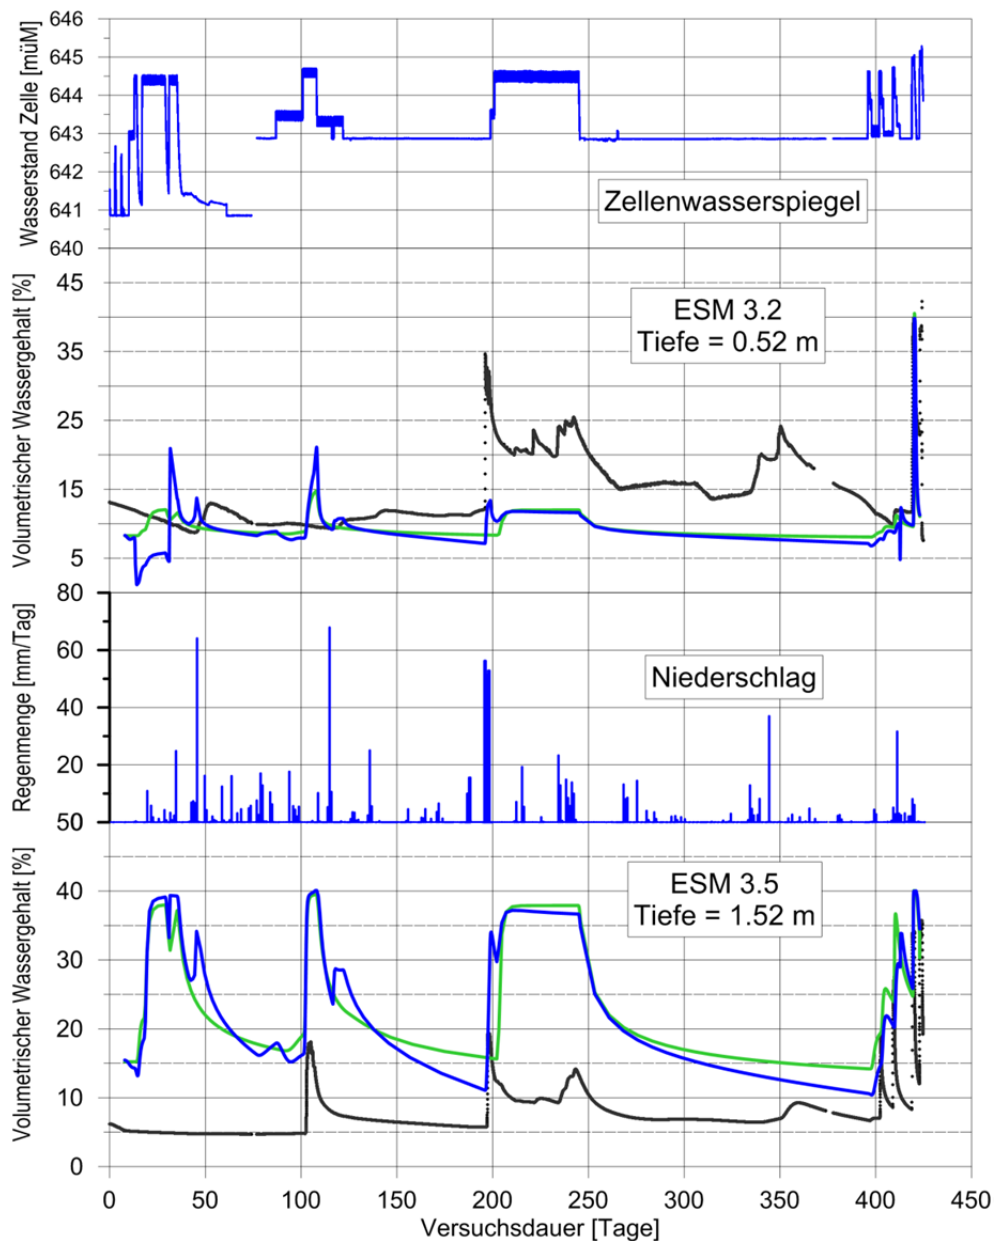 Wasserstand Zelle [müM]
646
645
644
643
642
641
640
Zellenwasserspiegel
Volumetrischer Wassergehalt [%]
45
35
25
15
5
ESM 3.2
Tiefe = 0.52 m
Regenmenge [mm/Tag]
80
60
40
20
50
Niederschlag
Volumetrischer Wassergehalt [%]
40
30
20
10
0
ESM 3.5
Tiefe = 1.52 m
0 50 100 150 200 250 300 350 400 450
Versuchsdauer [Tage]